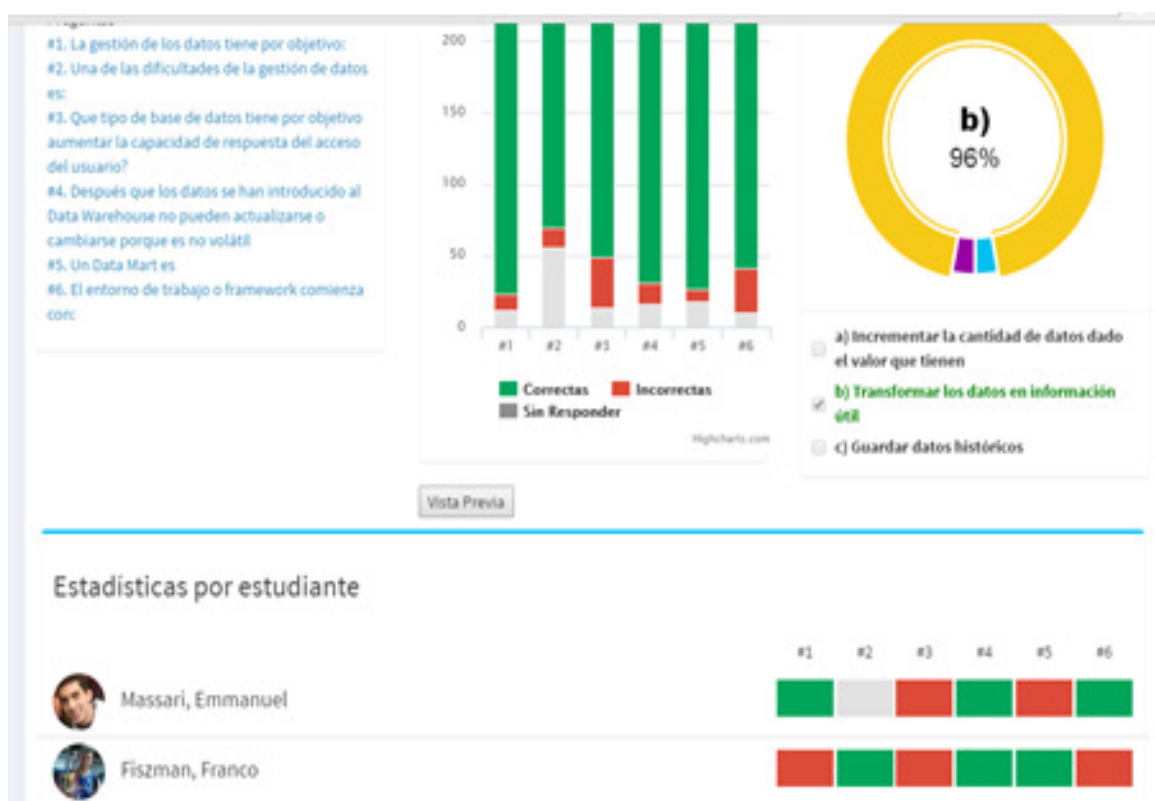 #1. La gestión de los datos tiene por objetivo:
#2. Una de las dificultades de la gestión de datos
es:
#3. Que tipo de base de datos tiene por objetivo
aumentar la capacidad de respuesta del acceso
del usuario?
#4. Después que los datos se han introducido al
Data Warehouse no pueden actualizarse o
cambiarse porque es no volátil
#5. Un Data Mart es
#6. El entorno de trabajo o framework comienza
con:
200
150
100
50
0
#1 #2 #3 #4 #5 #6
Correctas Incorrectas
Sin Responder
Highcharts.com
Vista Previa
b)
96%
a) Incrementar la cantidad de datos dado
el valor que tienen
b) Transformar los datos en información
útil
c) Guardar datos históricos
Estadísticas por estudiante
#1 #2 #3 #4 #5 #6
Massari, Emmanuel
Fiszman, Franco